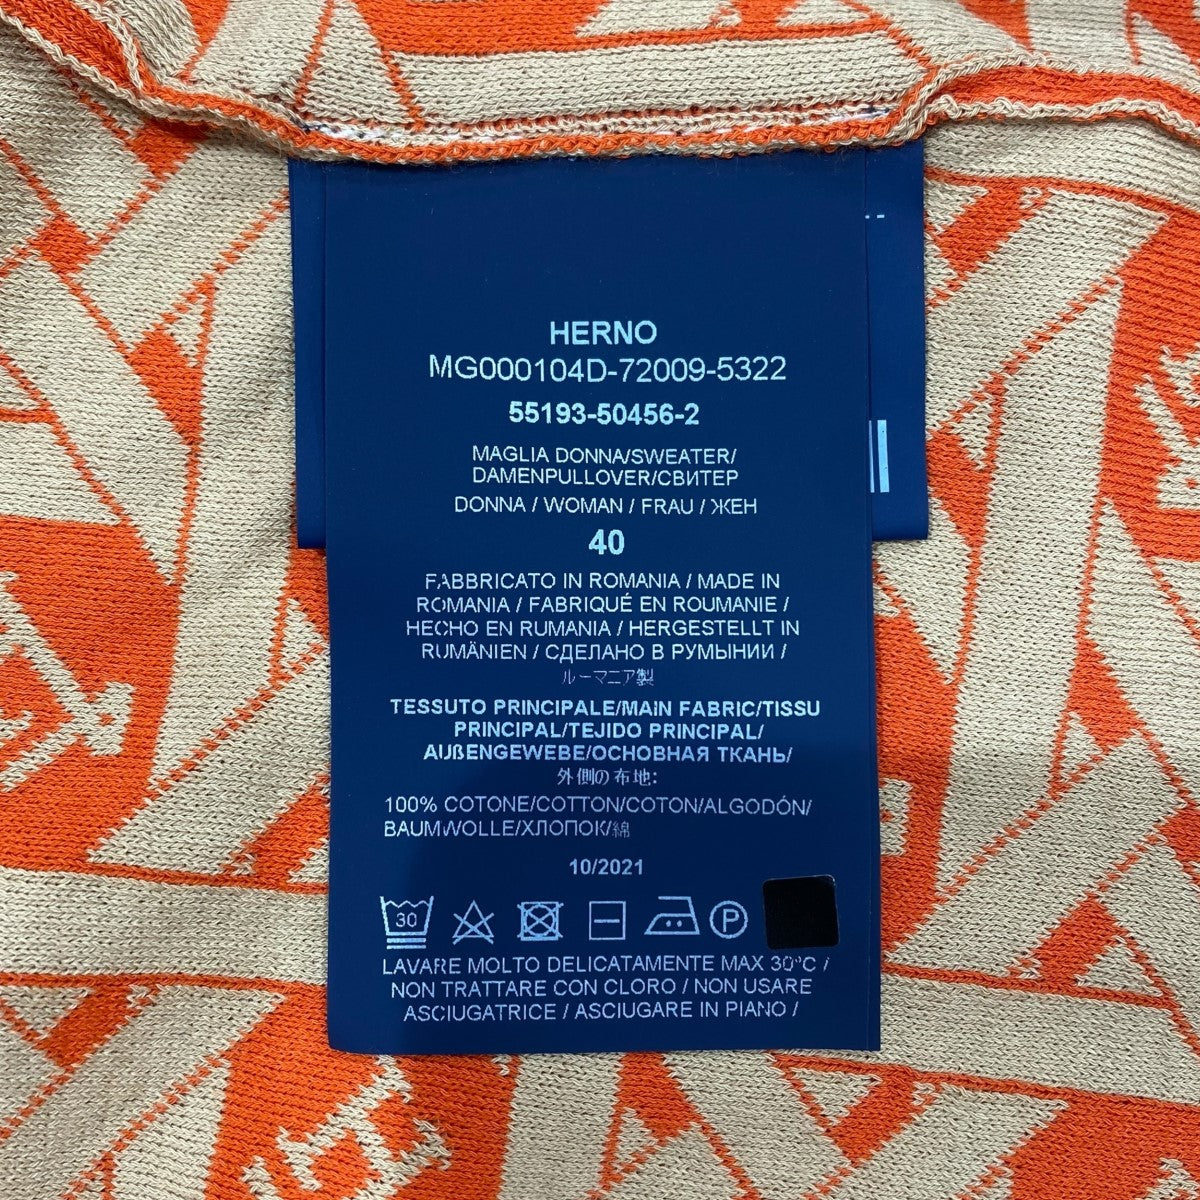 HERNO
MG000104D-72009-5322
55193-50456-2
MAGLIA DONNA/SWEATER/
DAMENPULLOVER/СВИТЕР
DONNA / WOMAN / FRAU / ЖЕН
40
FABBRICATO IN ROMANIA / MADE IN
ROMANIA / FABRIQUÉ EN ROUMANIE /
HECHO EN RUMANIA / HERGESTELLT IN
RUMÄNIEN / СДЕЛАНО В РУМЫНИИ /
ルーマニア製
TESSUTO PRINCIPALE/MAIN FABRIC/TISSU
PRINCIPAL/TEJIDO PRINCIPAL/
AUßENGEWEBE/ОСНОВНАЯ ТКАНЬ/
外側の布地:
100% COTONE/COTTON/COTON/ALGODÓN/
BAUMWOLLE/ХЛОПОК/綿
10/2021
30 P
LAVARE MOLTO DELICATAMENTE MAX 30°C /
NON TRATTARE CON CLORO / NON USARE
ASCIUGATRICE / ASCIUGARE IN PIANO /